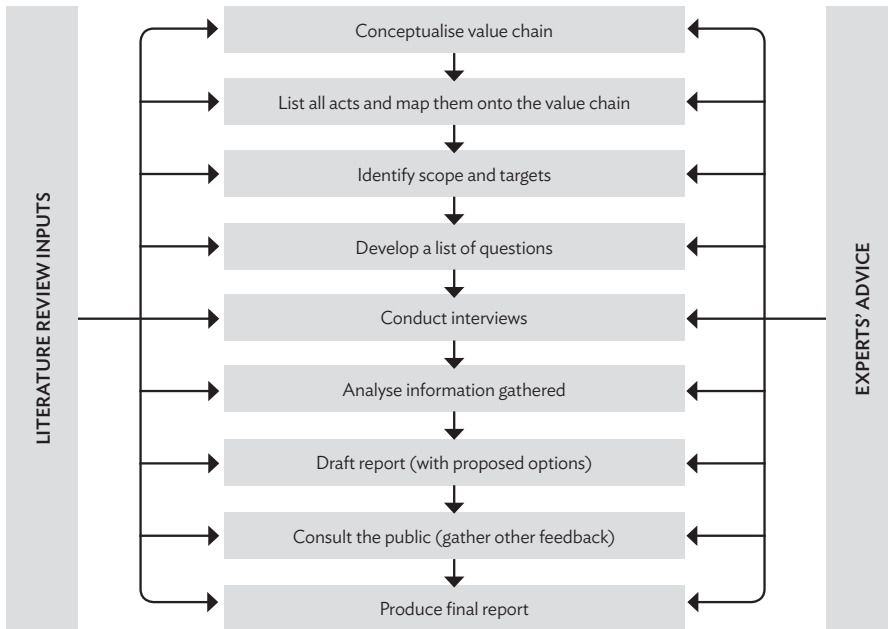 LITERATURE REVIEW INPUTS
Conceptualise value chain
List all acts and map them onto the value chain
Identify scope and targets
Develop a list of questions
Conduct interviews
Analyse information gathered
Draft report (with proposed options)
Consult the public (gather other feedback)
Produce final report
EXPERTS’ ADVICE